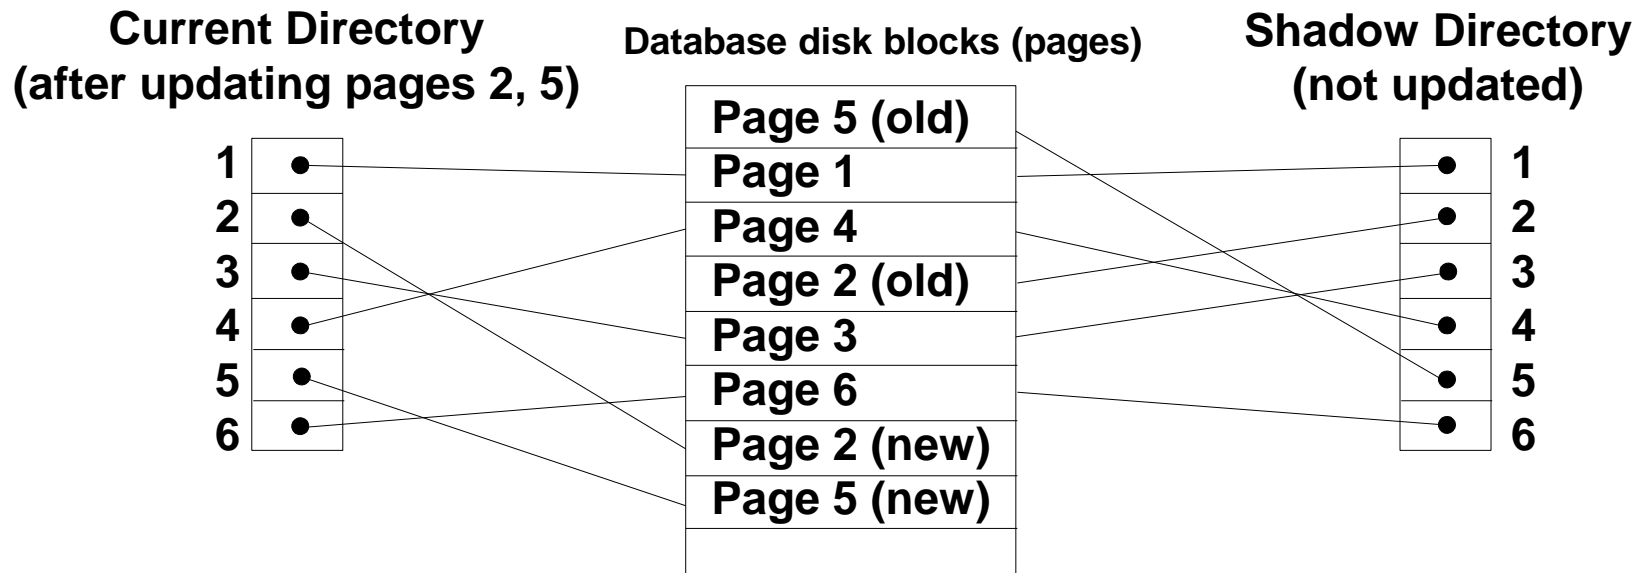 Current Directory
(after updating pages 2, 5)
1
2
3
4
5
6
Database disk blocks (pages)
Page 5 (old)
Page 1
Page 4
Page 2 (old)
Page 3
Page 6
Page 2 (new)
Page 5 (new)
Shadow Directory
(not updated)
1
2
3
4
5
6